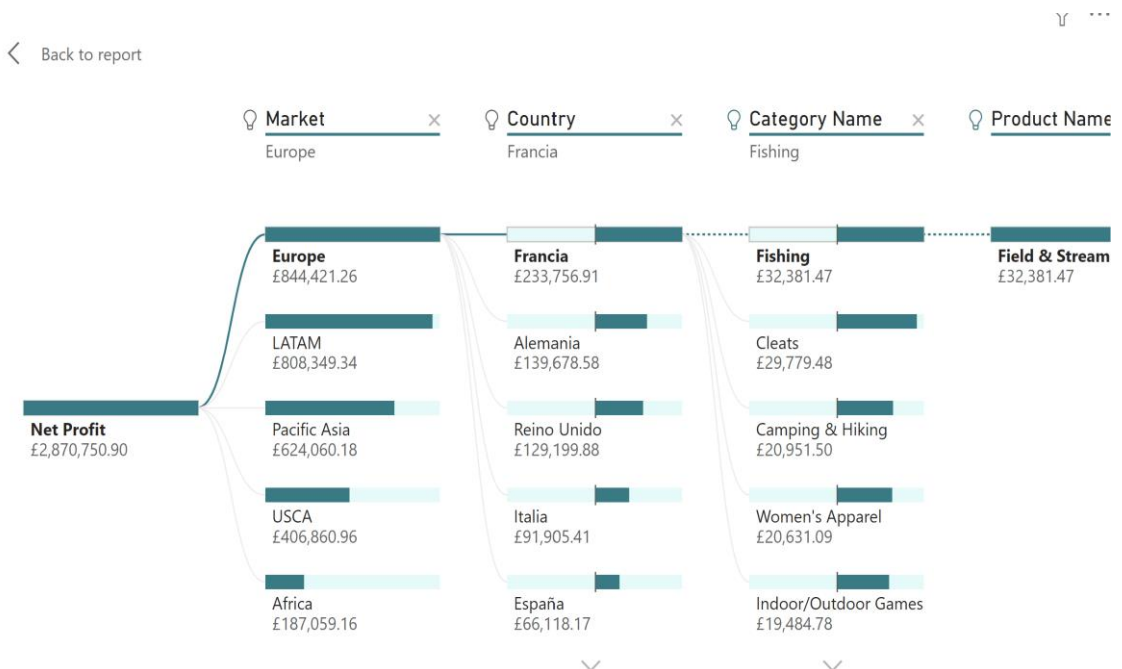 Back to report
Market
Country
Category Name
Product Name
Europe
Francia
Fishing
Europe
£844,421.26
Francia
£233,756.91
Fishing
£32,381.47
Field & Stream
£32,381.47
LATAM
£808,349.34
Alemania
£139,678.58
Cleats
£29,779.48
Net Profit
£2,870,750.90
Pacific Asia
£624,060.18
Reino Unido
£129,199.88
Camping & Hiking
£20,951.50
USCA
£406,860.96
Italia
£91,905.41
Women's Apparel
£20,631.09
Africa
£187,059.16
España
£66,118.17
Indoor/Outdoor Games
£19,484.78